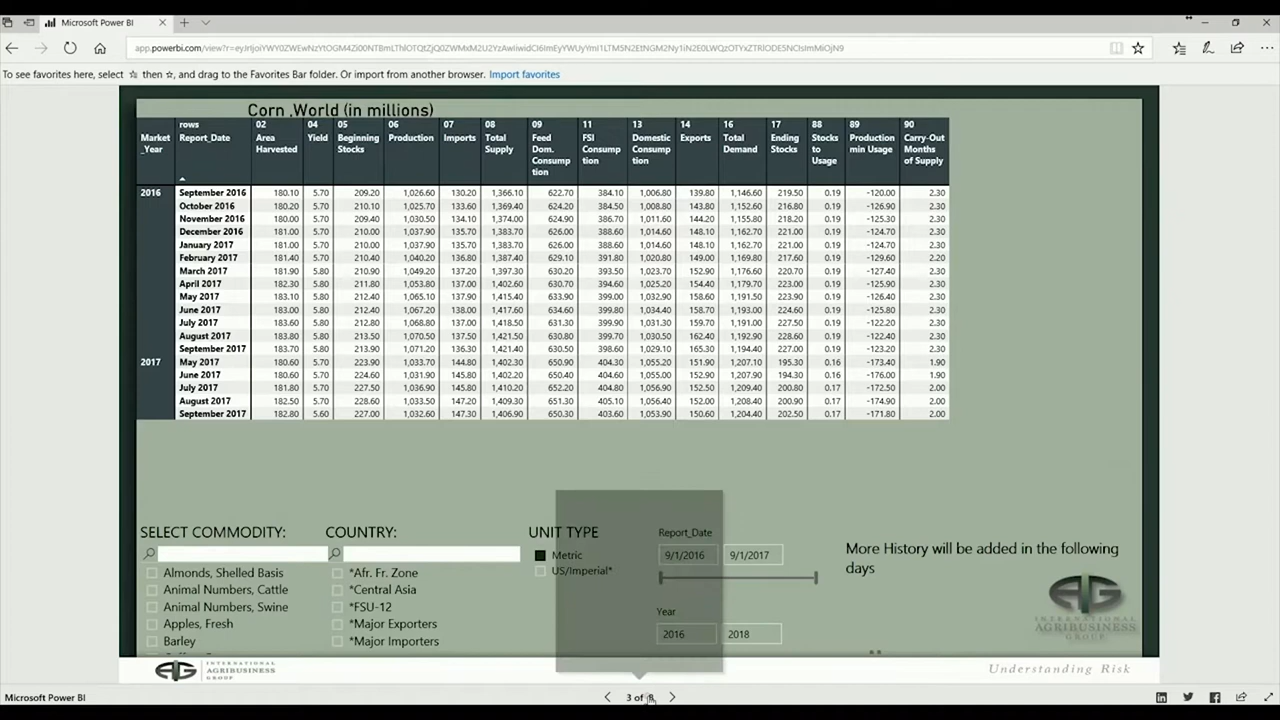 Microsoft Power BI
app.powerbi.com/view?r=
To see favorites here, select then , and drag to the Favorites Bar folder. Or import from another browser. Import favorites
Corn ,World (in millions)
Market_Year rows Report_Date 02 Area Harvested 04 Yield 05 Beginning Stocks 06 Production 07 Imports 08 Total Supply 09 Feed Dom. Consumption 11 FSI Consumption 13 Domestic Consumption 14 Exports 16 Total Demand 17 Ending Stocks 88 Stocks to Usage 89 Production min Usage 90 Carry-Out Months of Supply
2016 September 2016 180.10 5.70 209.20 1,026.60 130.20 1,366.10 622.70 384.10 1,006.80 139.80 1,146.60 219.50 0.19 -120.00 2.30
October 2016 180.20 5.70 210.10 1,025.70 133.60 1,369.40 624.20 384.50 1,008.80 143.80 1,152.60 216.80 0.19 -126.90 2.30
November 2016 180.00 5.70 209.40 1,030.50 134.10 1,374.00 624.90 386.70 1,011.60 144.20 1,155.80 218.20 0.19 -125.30 2.30
December 2016 181.00 5.70 210.00 1,037.90 135.70 1,383.70 626.00 388.60 1,014.60 148.10 1,162.70 221.00 0.19 -124.70 2.30
January 2017 181.00 5.70 210.00 1,037.90 135.70 1,383.70 626.00 388.60 1,014.60 148.10 1,162.70 221.00 0.19 -124.70 2.30
February 2017 181.40 5.70 210.40 1,040.20 136.80 1,387.40 629.10 391.80 1,020.80 149.00 1,169.80 217.60 0.19 -129.60 2.20
March 2017 181.90 5.80 210.90 1,049.20 137.20 1,397.30 630.20 393.50 1,023.70 152.90 1,176.60 220.70 0.19 -127.40 2.30
April 2017 182.30 5.80 211.80 1,053.80 137.00 1,402.60 630.70 394.60 1,025.20 154.40 1,179.70 223.00 0.19 -125.90 2.30
May 2017 183.10 5.80 212.40 1,065.10 137.90 1,415.40 633.90 399.00 1,032.90 158.60 1,191.50 223.90 0.19 -126.40 2.30
June 2017 183.00 5.80 212.40 1,067.20 138.00 1,417.60 634.60 399.80 1,034.40 158.70 1,193.00 224.60 0.19 -125.80 2.30
July 2017 183.60 5.80 212.80 1,068.80 137.00 1,418.50 631.30 399.90 1,031.30 159.70 1,191.00 227.50 0.19 -122.20 2.30
August 2017 183.80 5.80 213.50 1,070.50 137.50 1,421.50 630.80 399.70 1,030.50 162.40 1,192.90 228.60 0.19 -122.40 2.30
September 2017 183.70 5.80 213.90 1,071.20 136.30 1,421.40 630.50 398.60 1,029.10 165.30 1,194.40 227.00 0.19 -123.20 2.30
2017 May 2017 180.60 5.70 223.90 1,033.70 144.80 1,402.30 650.90 404.30 1,055.20 151.90 1,207.10 195.30 0.16 -173.40 1.90
June 2017 180.60 5.70 224.60 1,031.90 145.80 1,402.20 650.40 404.60 1,055.00 152.90 1,207.90 194.30 0.16 -176.00 1.90
July 2017 181.80 5.70 227.50 1,036.90 145.80 1,410.20 652.20 404.80 1,056.90 152.50 1,209.40 200.80 0.17 -172.50 2.00
August 2017 182.50 5.70 228.60 1,033.50 147.20 1,409.30 651.30 405.10 1,056.40 152.00 1,208.40 200.90 0.17 -174.90 2.00
September 2017 182.80 5.60 227.00 1,032.60 147.30 1,406.90 650.30 403.60 1,053.90 150.60 1,204.40 202.50 0.17 -171.80 2.00
SELECT COMMODITY:
Almonds, Shelled Basis
Animal Numbers, Cattle
Animal Numbers, Swine
Apples, Fresh
Barley
COUNTRY:
*Afr. Fr. Zone
*Central Asia
*FSU-12
*Major Exporters
*Major Importers
UNIT TYPE
Metric
US/Imperial*
Report_Date
9/1/2016 9/1/2017
Year
2016 2018
More History will be added in the following
days
INTERNATIONAL
AGRIBUSINESS
GROUP
INTERNATIONAL
AGRIBUSINESS
GROUP
Understanding Risk
Microsoft Power BI
3 of 8